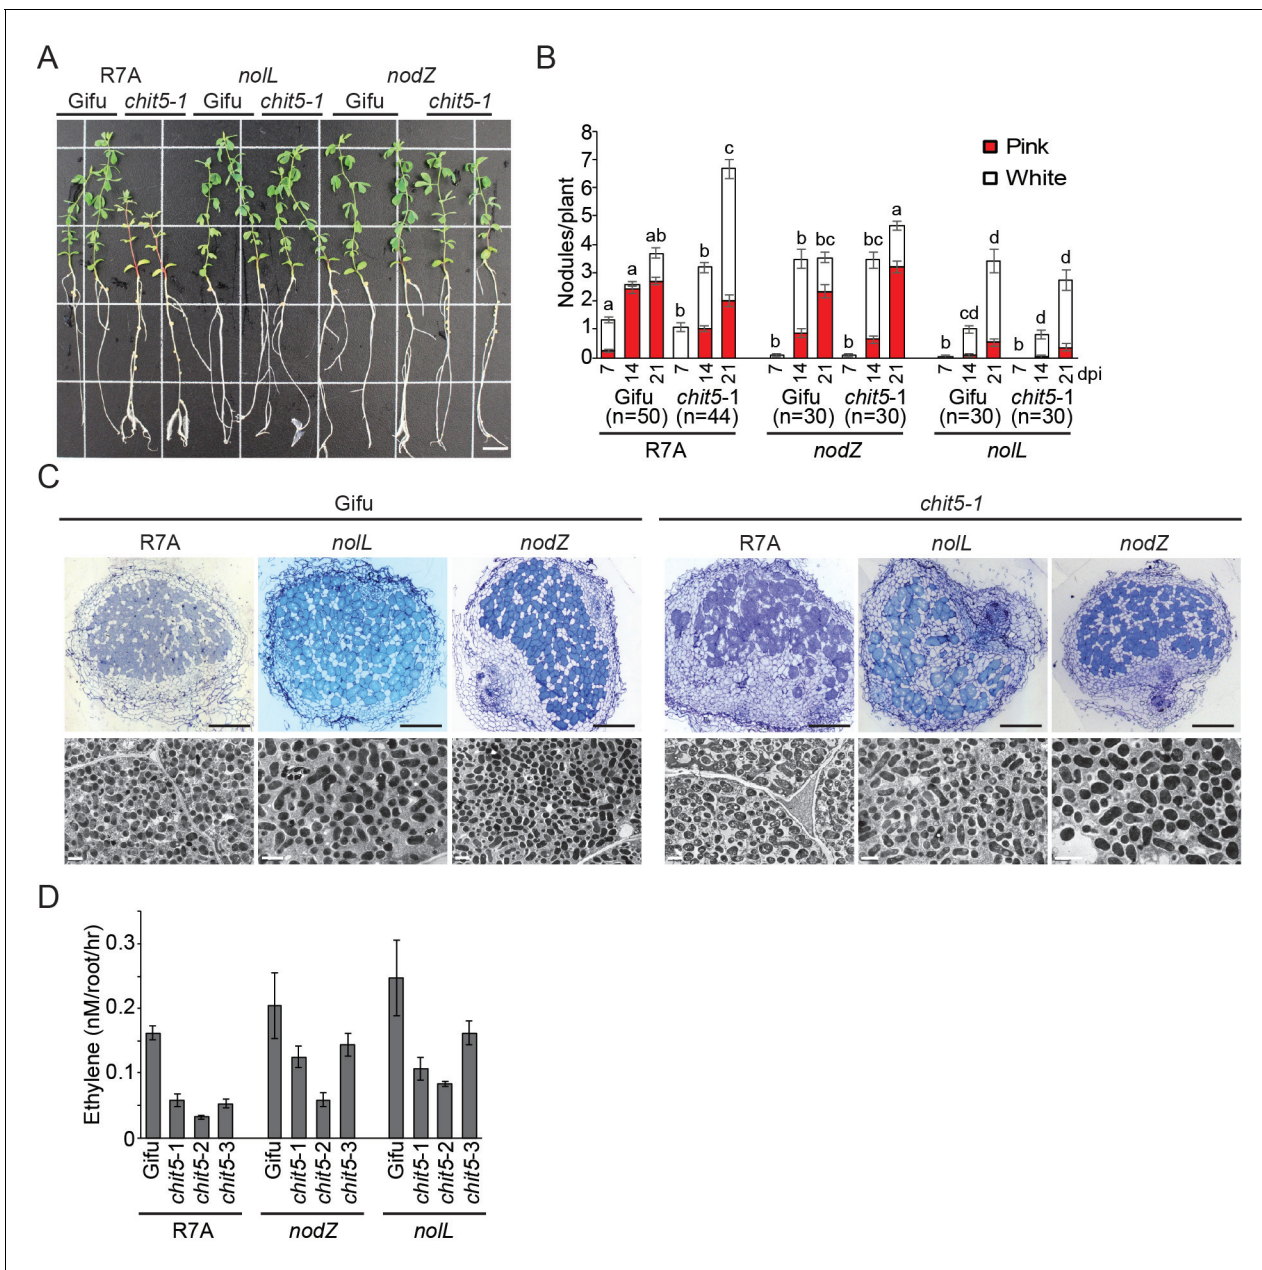 A
R7A nolL nodZ
Gifu chit5-1 Gifu chit5-1 Gifu chit5-1
B
Nodules/plant
8
7
6
5
4
3
2
1
0
Pink
White
a a ab b b c
b b bc b bc a
b cd d b d d
7 14 21 7 14 21 7 14 21 7 14 21 7 14 21 7 14 21 dpi
Gifu chit5-1 Gifu chit5-1 Gifu chit5-1
(n=50) (n=44) (n=30) (n=30) (n=30) (n=30)
R7A nodZ nolL
C
Gifu chit5-1
R7A nolL nodZ R7A nolL nodZ
D
Ethylene (nM/root/hr)
0.3
0.2
0.1
0
Gifu chit5-1 chit5-2 chit5-3 Gifu chit5-1 chit5-2 chit5-3 Gifu chit5-1 chit5-2 chit5-3
R7A nodZ nolL